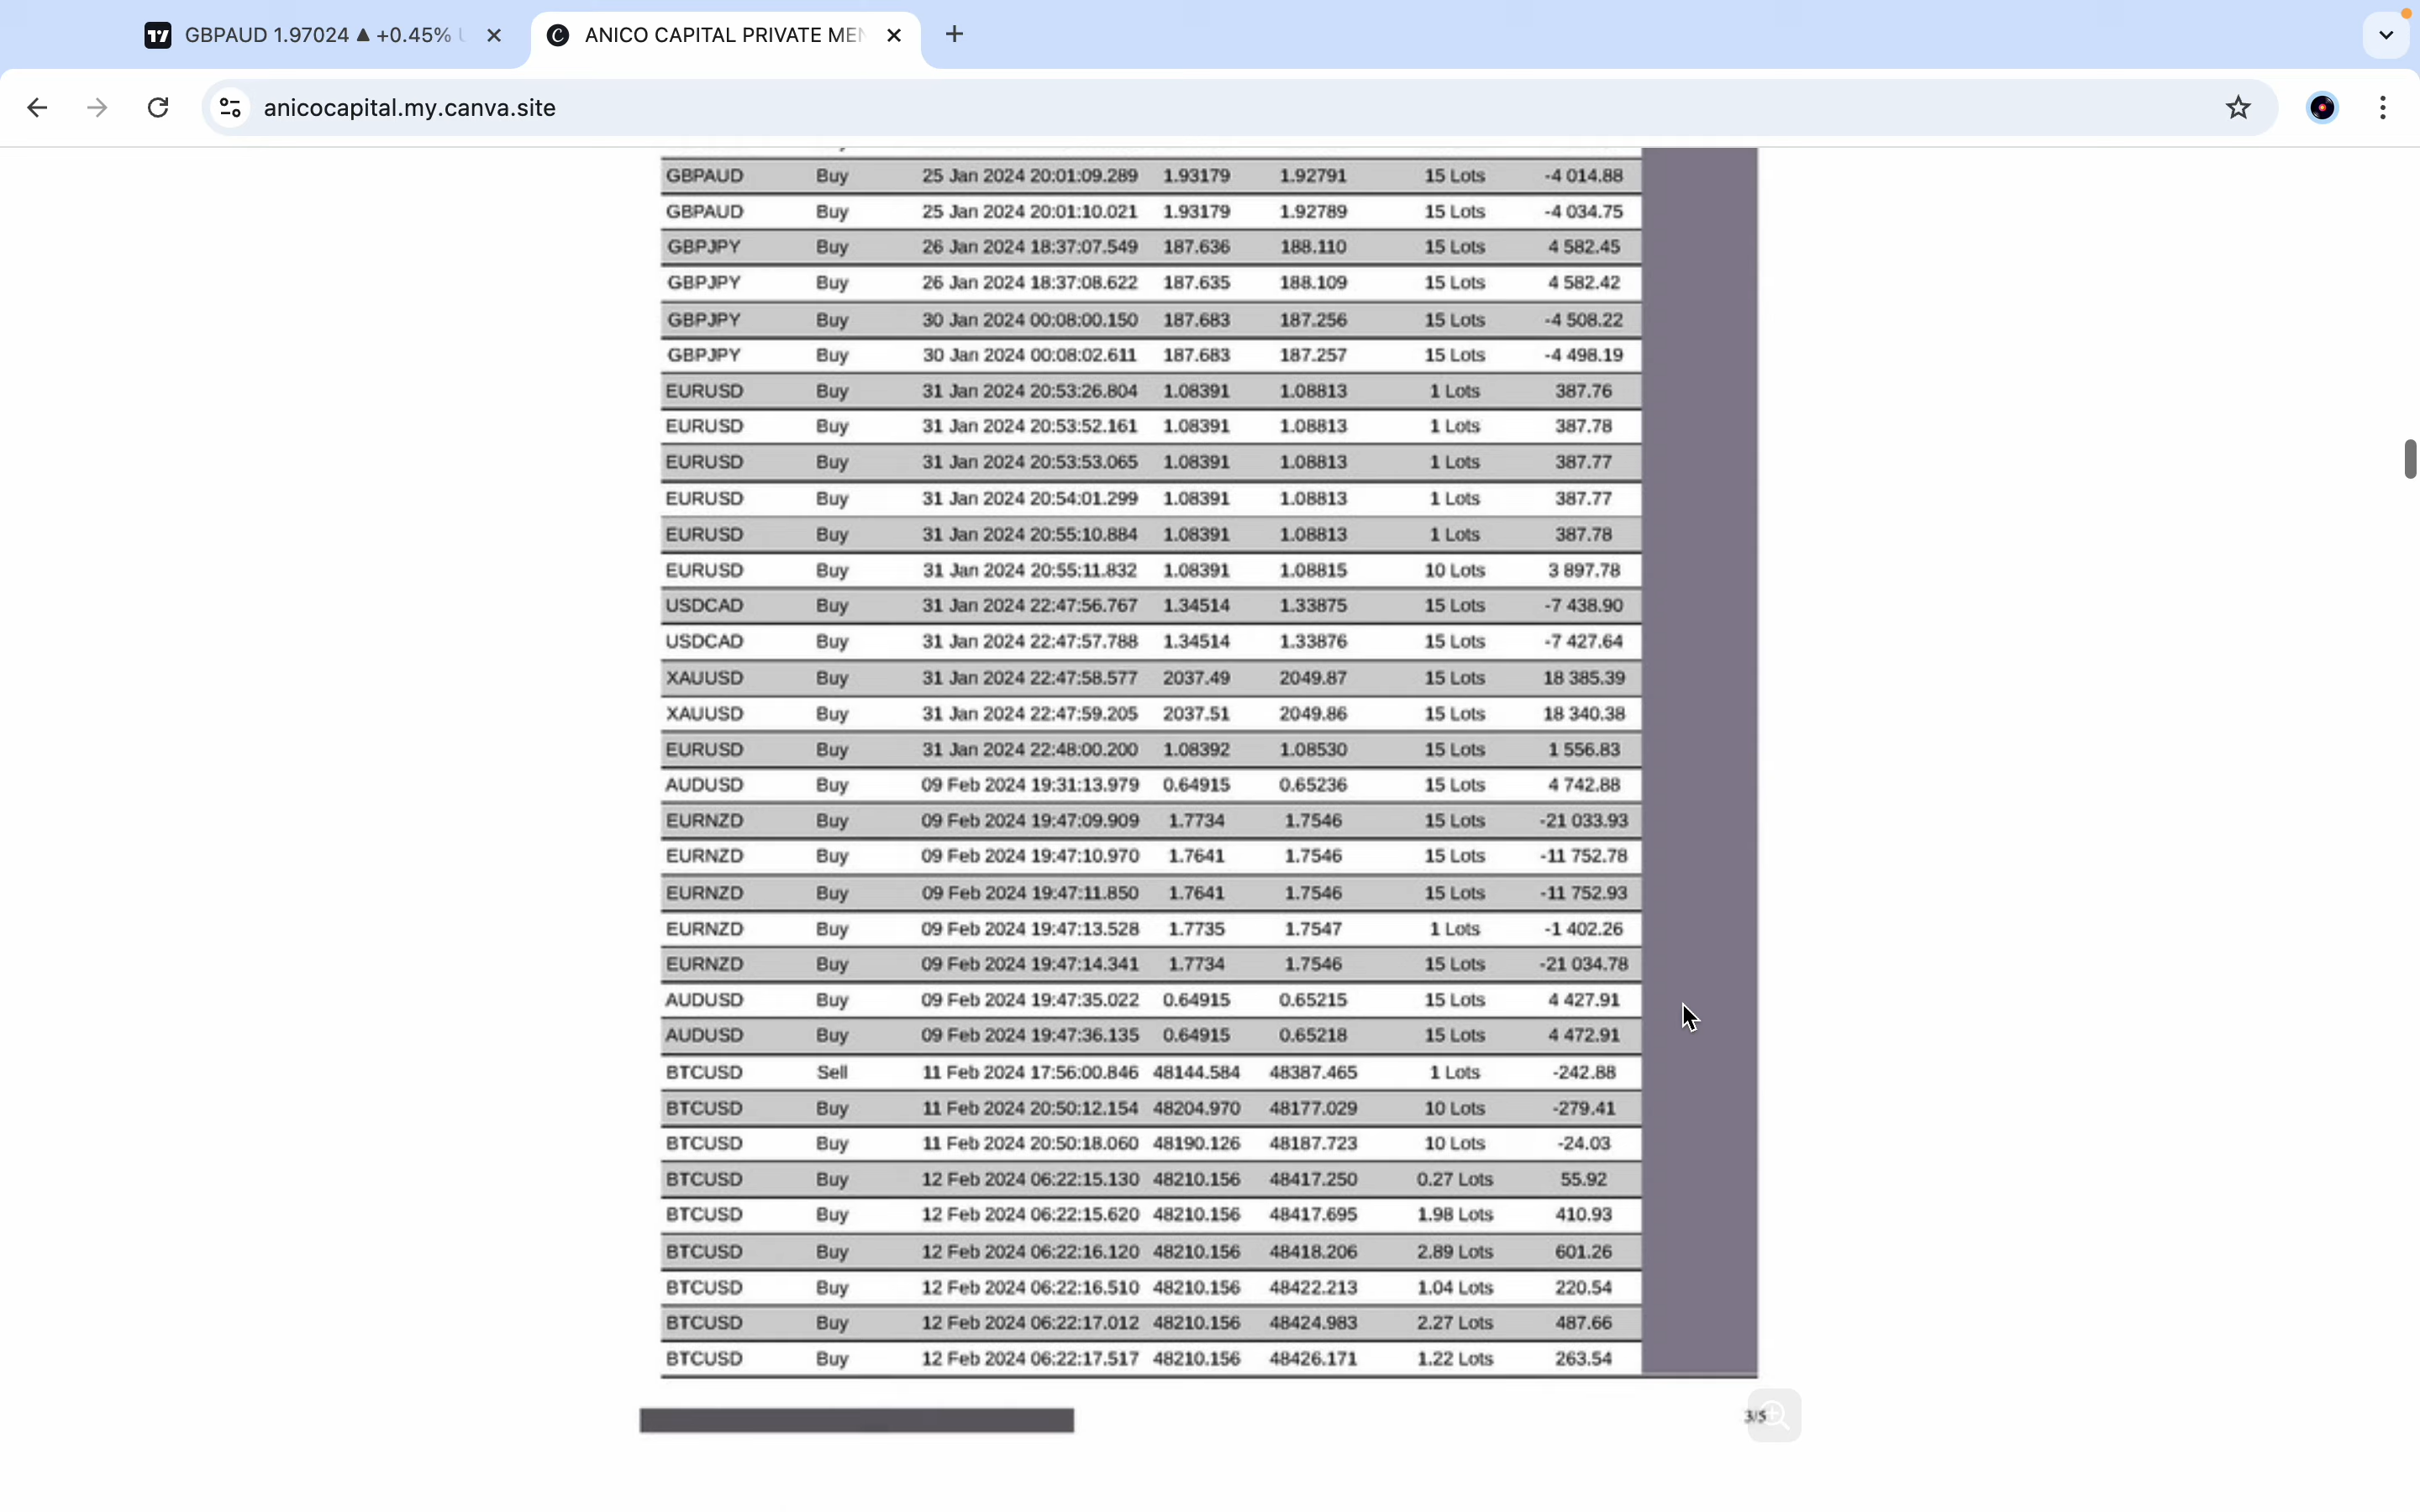 GBPAUD 1.97024 ▲ +0.45%
ANICO CAPITAL PRIVATE MEN
anicocapital.my.canva.site
GBPAUD Buy 25 Jan 2024 20:01:09.289 1.93179 1.92791 15 Lots -4 014.88
GBPAUD Buy 25 Jan 2024 20:01:10.021 1.93179 1.92789 15 Lots -4 034.75
GBPJPY Buy 26 Jan 2024 18:37:07.549 187.636 188.110 15 Lots 4 582.45
GBPJPY Buy 26 Jan 2024 18:37:08.622 187.635 188.109 15 Lots 4 582.42
GBPJPY Buy 30 Jan 2024 00:08:00.150 187.683 187.256 15 Lots -4 508.22
GBPJPY Buy 30 Jan 2024 00:08:02.611 187.683 187.257 15 Lots -4 498.19
EURUSD Buy 31 Jan 2024 20:53:26.804 1.08391 1.08813 1 Lots 387.76
EURUSD Buy 31 Jan 2024 20:53:52.161 1.08391 1.08813 1 Lots 387.78
EURUSD Buy 31 Jan 2024 20:53:53.065 1.08391 1.08813 1 Lots 387.77
EURUSD Buy 31 Jan 2024 20:54:01.299 1.08391 1.08813 1 Lots 387.77
EURUSD Buy 31 Jan 2024 20:55:10.884 1.08391 1.08813 1 Lots 387.78
EURUSD Buy 31 Jan 2024 20:55:11.832 1.08391 1.08815 10 Lots 3 897.78
USDCAD Buy 31 Jan 2024 22:47:56.767 1.34514 1.33875 15 Lots -7 438.90
USDCAD Buy 31 Jan 2024 22:47:57.788 1.34514 1.33876 15 Lots -7 427.64
XAUUSD Buy 31 Jan 2024 22:47:58.577 2037.49 2049.87 15 Lots 18 385.39
XAUUSD Buy 31 Jan 2024 22:47:59.205 2037.51 2049.86 15 Lots 18 340.38
EURUSD Buy 31 Jan 2024 22:48:00.200 1.08392 1.08530 15 Lots 1 556.83
AUDUSD Buy 09 Feb 2024 19:31:13.979 0.64915 0.65236 15 Lots 4 742.88
EURNZD Buy 09 Feb 2024 19:47:09.909 1.7734 1.7546 15 Lots -21 033.93
EURNZD Buy 09 Feb 2024 19:47:10.970 1.7641 1.7546 15 Lots -11 752.78
EURNZD Buy 09 Feb 2024 19:47:11.850 1.7641 1.7546 15 Lots -11 752.93
EURNZD Buy 09 Feb 2024 19:47:13.528 1.7735 1.7547 1 Lots -1 402.26
EURNZD Buy 09 Feb 2024 19:47:14.341 1.7734 1.7546 15 Lots -21 034.78
AUDUSD Buy 09 Feb 2024 19:47:35.022 0.64915 0.65215 15 Lots 4 427.91
AUDUSD Buy 09 Feb 2024 19:47:36.135 0.64915 0.65218 15 Lots 4 472.91
BTCUSD Sell 11 Feb 2024 17:56:00.846 48144.584 48387.465 1 Lots -242.88
BTCUSD Buy 11 Feb 2024 20:50:12.154 48204.970 48177.029 10 Lots -279.41
BTCUSD Buy 11 Feb 2024 20:50:18.060 48190.126 48187.723 10 Lots -24.03
BTCUSD Buy 12 Feb 2024 06:22:15.130 48210.156 48417.250 0.27 Lots 55.92
BTCUSD Buy 12 Feb 2024 06:22:15.620 48210.156 48417.695 1.98 Lots 410.93
BTCUSD Buy 12 Feb 2024 06:22:16.120 48210.156 48418.206 2.89 Lots 601.26
BTCUSD Buy 12 Feb 2024 06:22:16.510 48210.156 48422.213 1.04 Lots 220.54
BTCUSD Buy 12 Feb 2024 06:22:17.012 48210.156 48424.983 2.27 Lots 487.66
BTCUSD Buy 12 Feb 2024 06:22:17.517 48210.156 48426.171 1.22 Lots 263.54
3/5